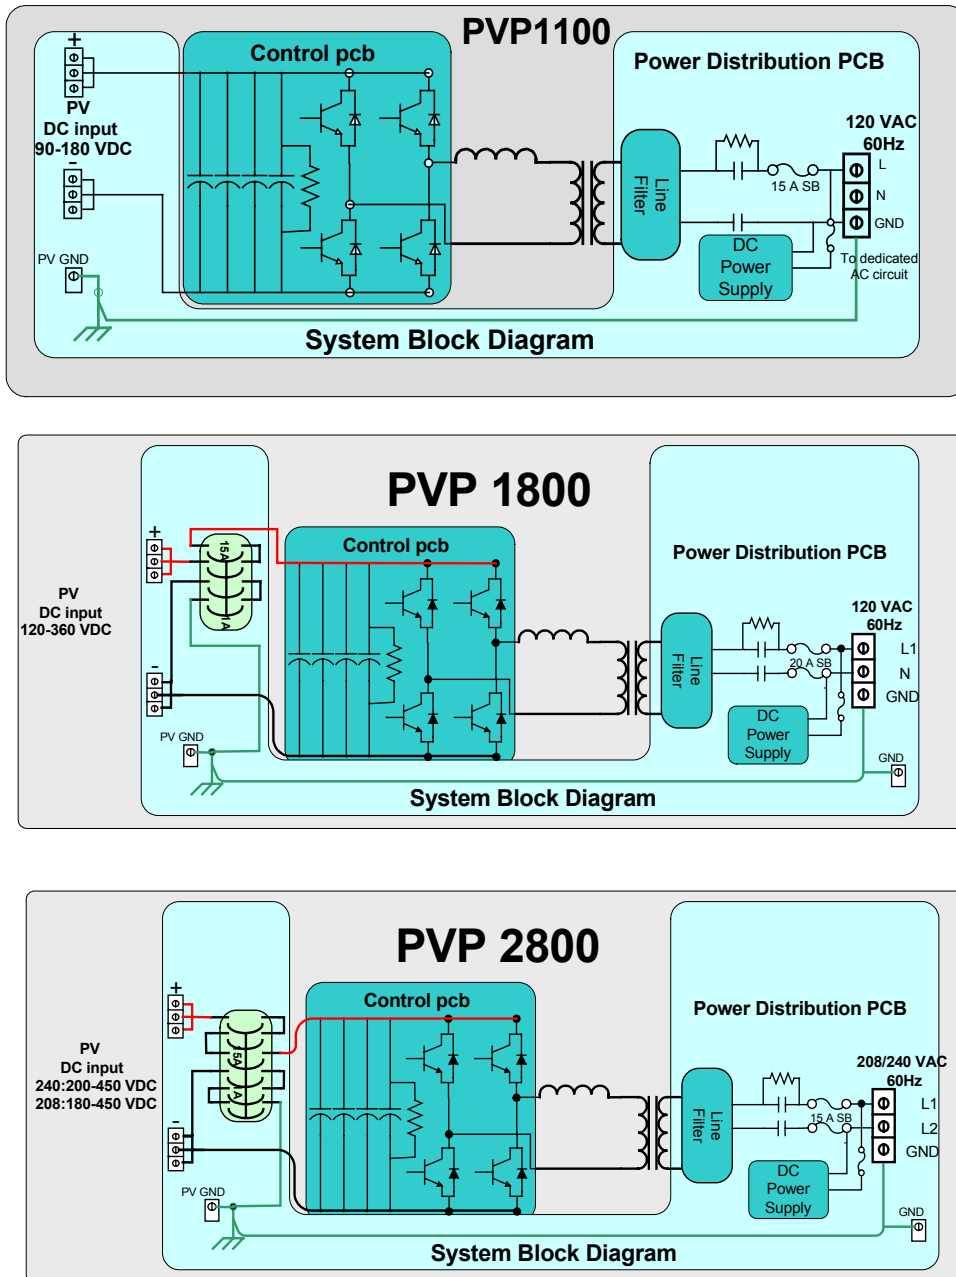 PVP1100
Control pcb
Power Distribution PCB
+
PV
DC input
90-180 VDC
-
PV GND
Line
Filter
15 A SB
120 VAC
60Hz
L
N
GND
To dedicated
AC circuit
DC
Power
Supply
System Block Diagram
PVP 1800
Control pcb
Power Distribution PCB
+
15A
1A
PV
DC input
120-360 VDC
-
PV GND
Line
Filter
20 A SB
120 VAC
60Hz
L1
N
GND
DC
Power
Supply
GND
System Block Diagram
PVP 2800
Control pcb
Power Distribution PCB
+
15A
1A
PV
DC input
240:200-450 VDC
208:180-450 VDC
-
PV GND
Line
Filter
15 A SB
208/240 VAC
60Hz
L1
L2
GND
DC
Power
Supply
GND
System Block Diagram